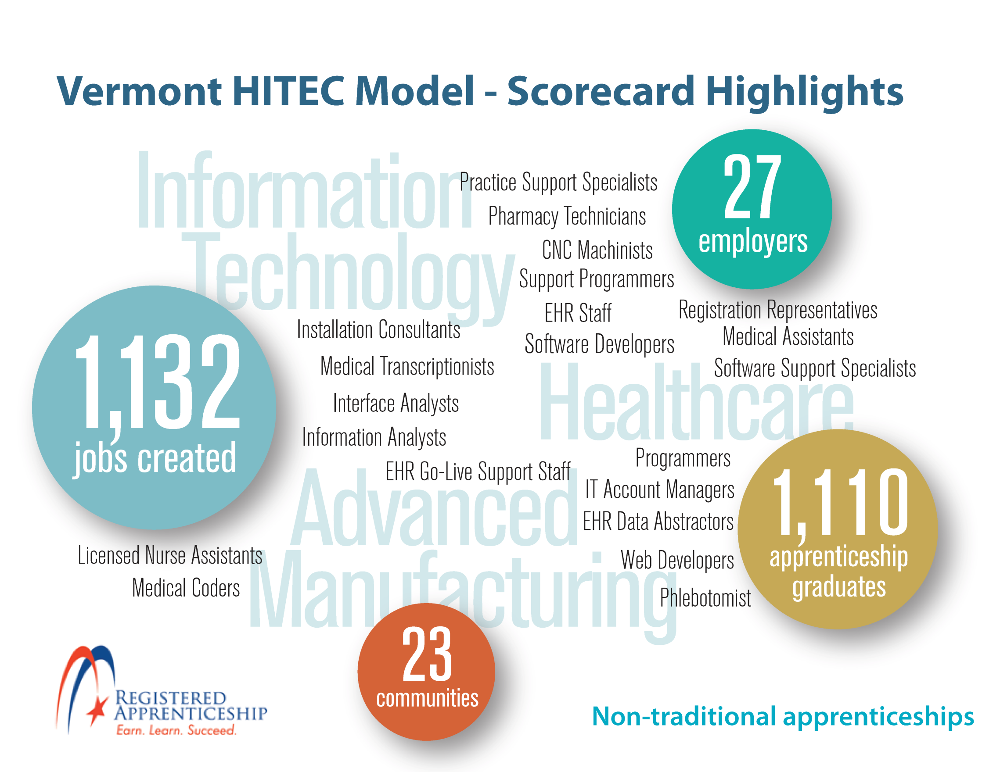 Vermont HITEC Model - Scorecard Highlights
Information
Technology
Practice Support Specialists
Pharmacy Technicians
CNC Machinists
Support Programmers
EHR Staff
Software Developers
27
employers
Registration Representatives
Medical Assistants
Software Support Specialists
1,132
jobs created
Installation Consultants
Medical Transcriptionists
Interface Analysts
Information Analysts
EHR Go-Live Support Staff
Healthcare
Programmers
IT Account Managers
EHR Data Abstractors
Web Developers
Phlebotomist
1,110
apprenticeship
graduates
Advanced
Manufacturing
Licensed Nurse Assistants
Medical Coders
23
communities
REGISTERED
APPRENTICESHIP
Earn. Learn. Succeed.
Non-traditional apprenticeships